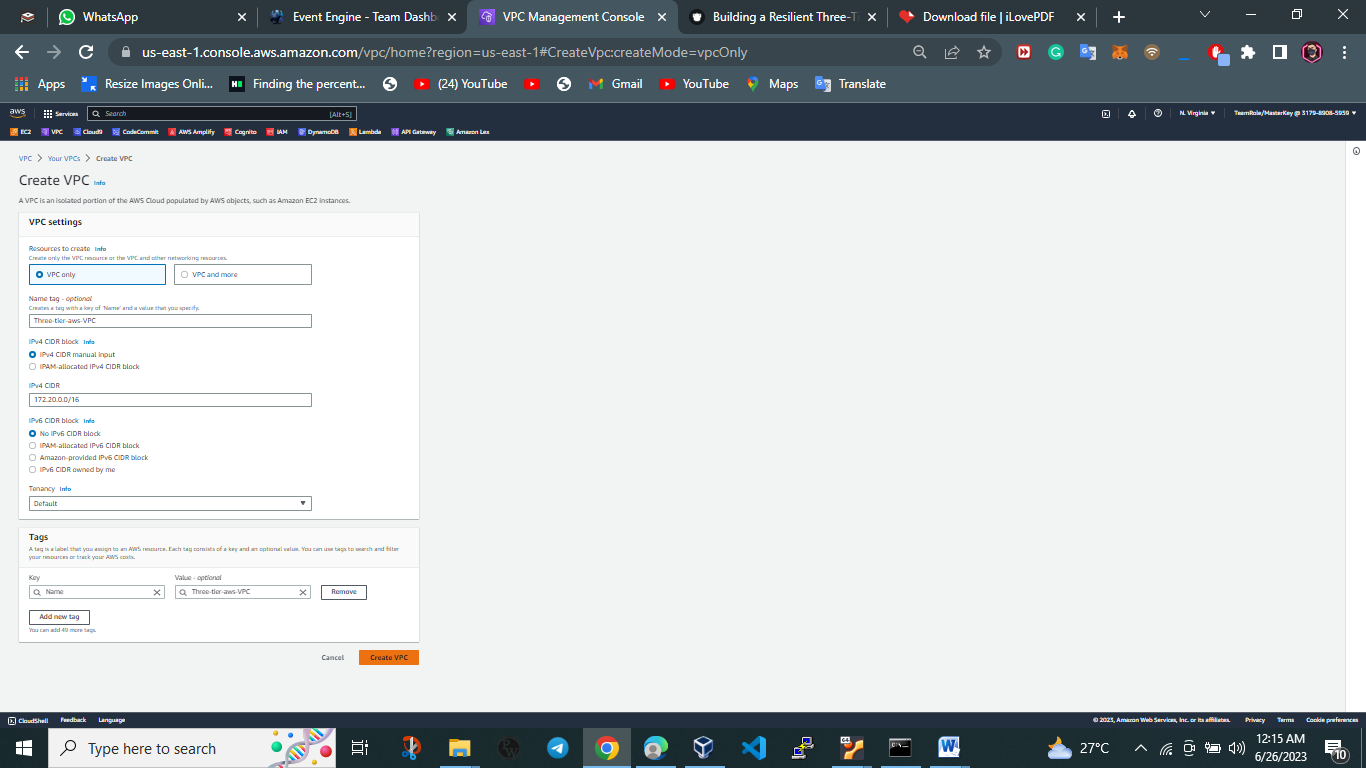 WhatsApp
Event Engine - Team Dashb
VPC Management Console
Building a Resilient Three-Ti
Download file | iLovePDF
us-east-1.console.aws.amazon.com/vpc/home?region=us-east-1#CreateVpc:createMode=vpcOnly
Apps
Resize Images Onli...
Finding the percent...
(24) YouTube
Gmail
YouTube
Maps
Translate
aws
Services
Search
[Alt+S]
N. Virginia
TeamRole/MasterKey @ 3179-8908-5959
EC2
VPC
Cloud9
CodeCommit
AWS Amplify
Cognito
IAM
DynamoDB
Lambda
API Gateway
Amazon Lex
VPC > Your VPCs > Create VPC
Create VPC Info
A VPC is an isolated portion of the AWS Cloud populated by AWS objects, such as Amazon EC2 instances.
VPC settings
Resources to create Info
Create only the VPC resource or the VPC and other networking resources.
VPC only
VPC and more
Name tag - optional
Creates a tag with a key of 'Name' and a value that you specify.
Three-tier-aws-VPC
IPv4 CIDR block Info
IPv4 CIDR manual input
IPAM-allocated IPv4 CIDR block
IPv4 CIDR
172.20.0.0/16
IPv6 CIDR block Info
No IPv6 CIDR block
IPAM-allocated IPv6 CIDR block
Amazon-provided IPv6 CIDR block
IPv6 CIDR owned by me
Tenancy Info
Default
Tags
A tag is a label that you assign to an AWS resource. Each tag consists of a key and an optional value. You can use tags to search and filter
your resources or track your AWS costs.
Key
Value - optional
Name
Three-tier-aws-VPC
Remove
Add new tag
You can add 49 more tags.
Cancel
Create VPC
CloudShell
Feedback
Language
© 2023, Amazon Web Services, Inc. or its affiliates.
Privacy
Terms
Cookie preferences
Type here to search
27°C
12:15 AM
6/26/2023
10